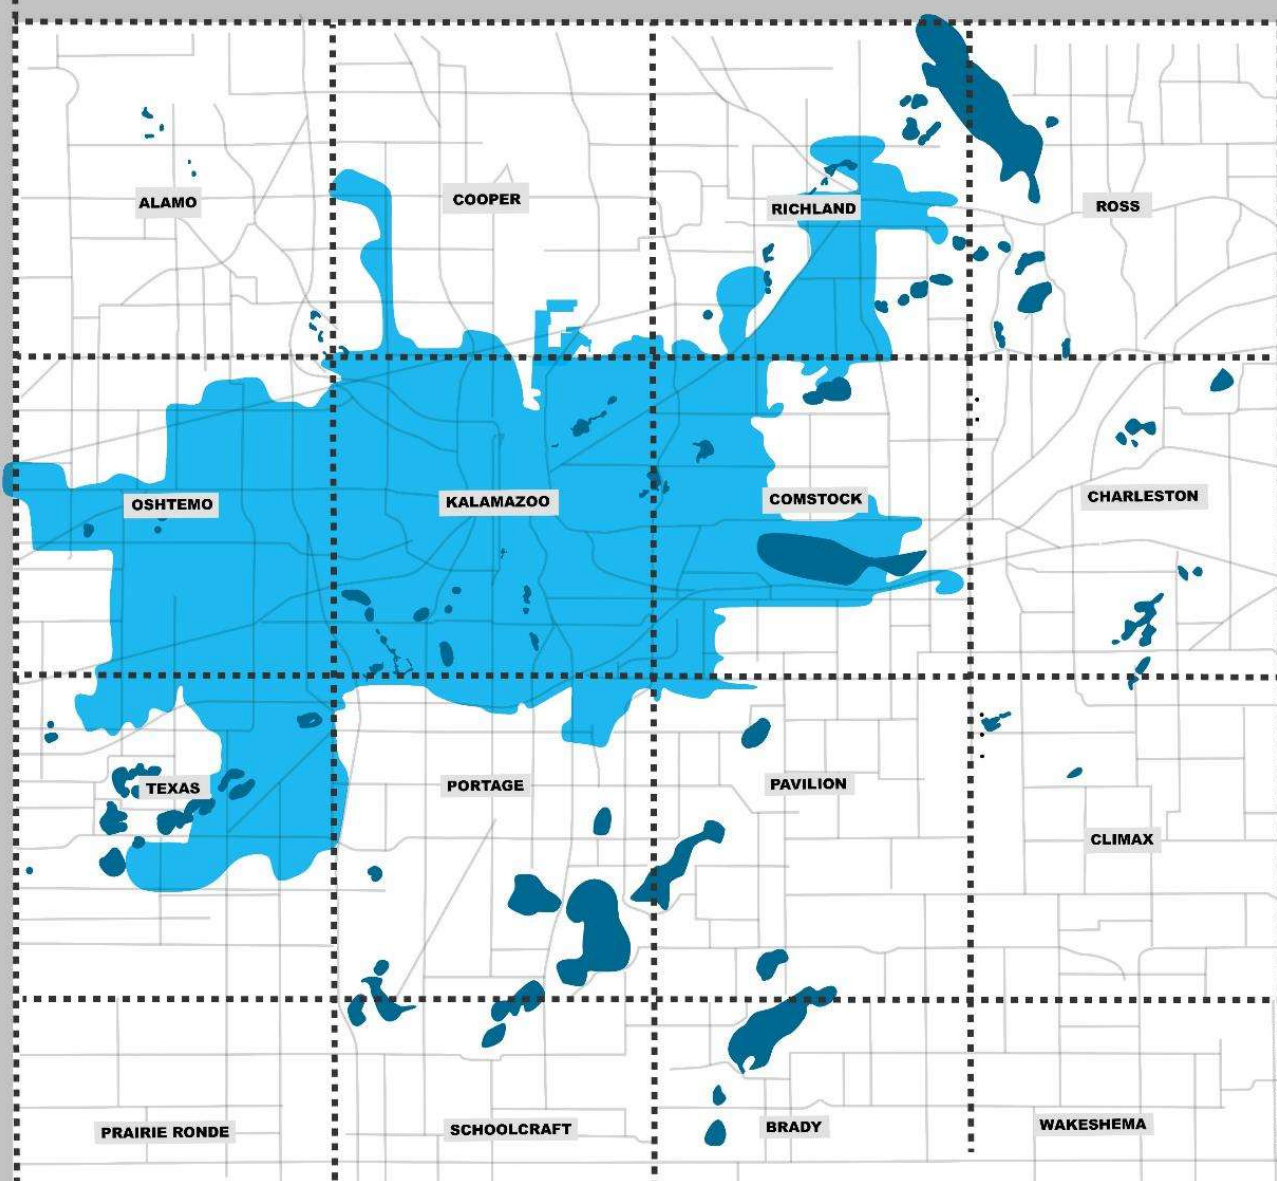 ALAMO
COOPER
RICHLAND
ROSS
OSHTEMO
KALAMAZOO
COMSTOCK
CHARLESTON
TEXAS
PORTAGE
PAVILION
CLIMAX
PRAIRIE RONDE
SCHOOLCRAFT
BRADY
WAKESHEMA